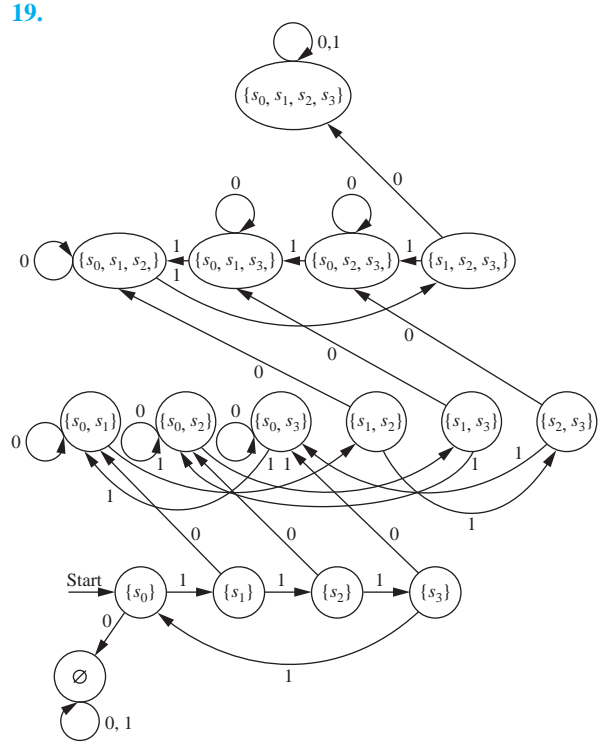 19.
0,1
{s0, s1, s2, s3}
0
0 0
0 {s0, s1, s2,} 1 1 {s0, s1, s3,} 1 {s0, s2, s3,} 1 {s1, s2, s3,}
0 0 0
0 {s0, s1} 0 {s0, s2} 0 {s0, s3} {s1, s2} {s1, s3} {s2, s3}
1 1 1 1 1
1 1
0 0 0
Start {s0} 1 {s1} 1 {s2} 1 {s3}
0
1
∅
0, 1